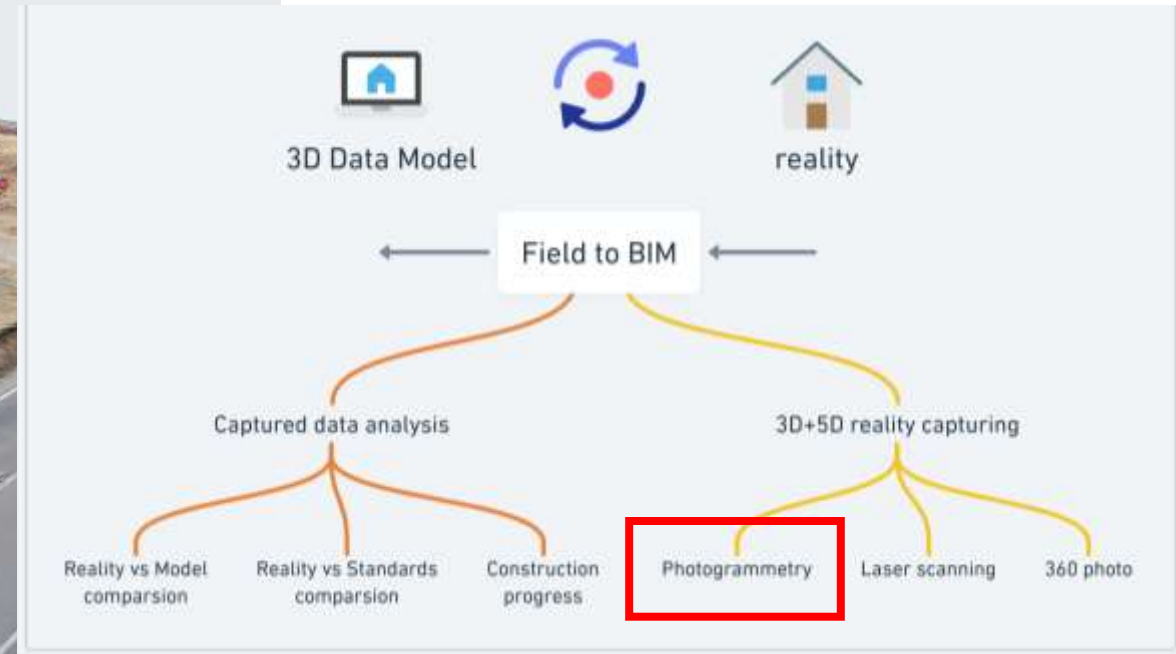 3D Data Model
reality
Field to BIM
Captured data analysis
3D+5D reality capturing
Reality vs Model
comparsion
Reality vs Standards
comparsion
Construction
progress
Photogrammetry
Laser scanning
360 photo